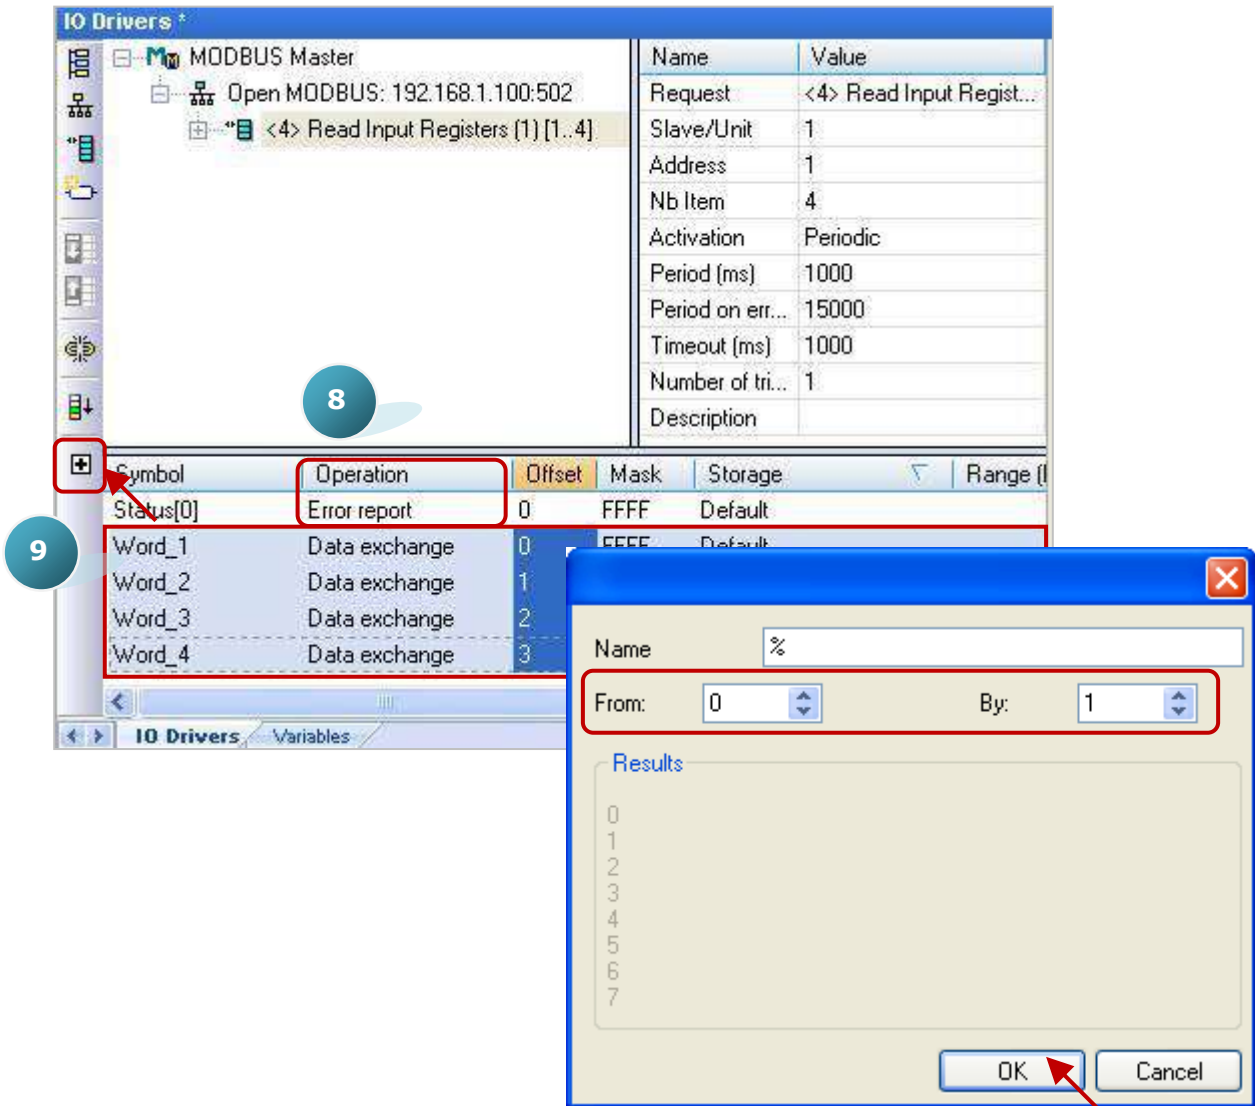 IO Drivers *
MODBUS Master
Open MODBUS: 192.168.1.100:502
<4> Read Input Registers (1) [1..4]
Name Value
Request <4> Read Input Regist...
Slave/Unit 1
Address 1
Nb Item 4
Activation Periodic
Period (ms) 1000
Period on err... 15000
Timeout (ms) 1000
Number of tri... 1
Description
8
Symbol Operation Offset Mask Storage Range (
Status[0] Error report 0 FFFF Default
9
Word_1 Data exchange 0 FFFF Default
Word_2 Data exchange 1
Word_3 Data exchange 2
Word_4 Data exchange 3
IO Drivers Variables
Name %
From: 0 By: 1
Results
0
1
2
3
4
5
6
7
OK Cancel